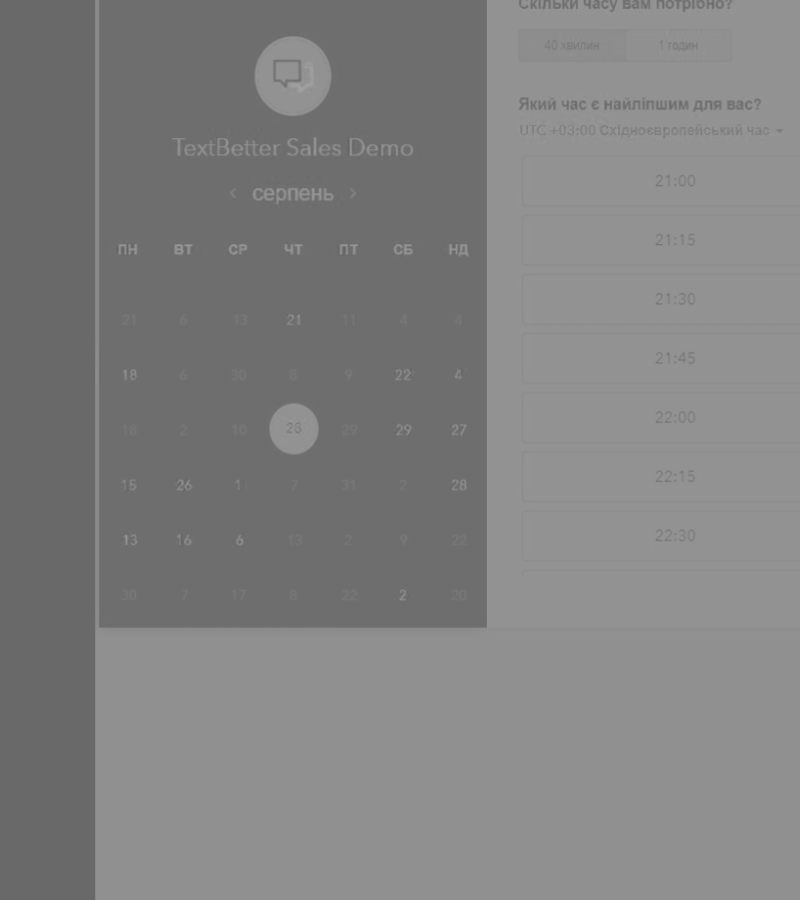 Скільки часу вам потрібно?
40 хвилин 1 годин
Який час є найліпшим для вас?
UTC +03:00 Східноєвропейський час
21:00
21:15
21:30
21:45
22:00
22:15
22:30
TextBetter Sales Demo
< серпень >
ПН ВТ СР ЧТ ПТ СБ НД
21 6 13 21 11 4 4
18 6 30 8 9 22 4
18 2 10 28 29 29 27
15 26 1 7 31 2 28
13 16 6 13 2 9 22
30 7 17 8 22 2 20